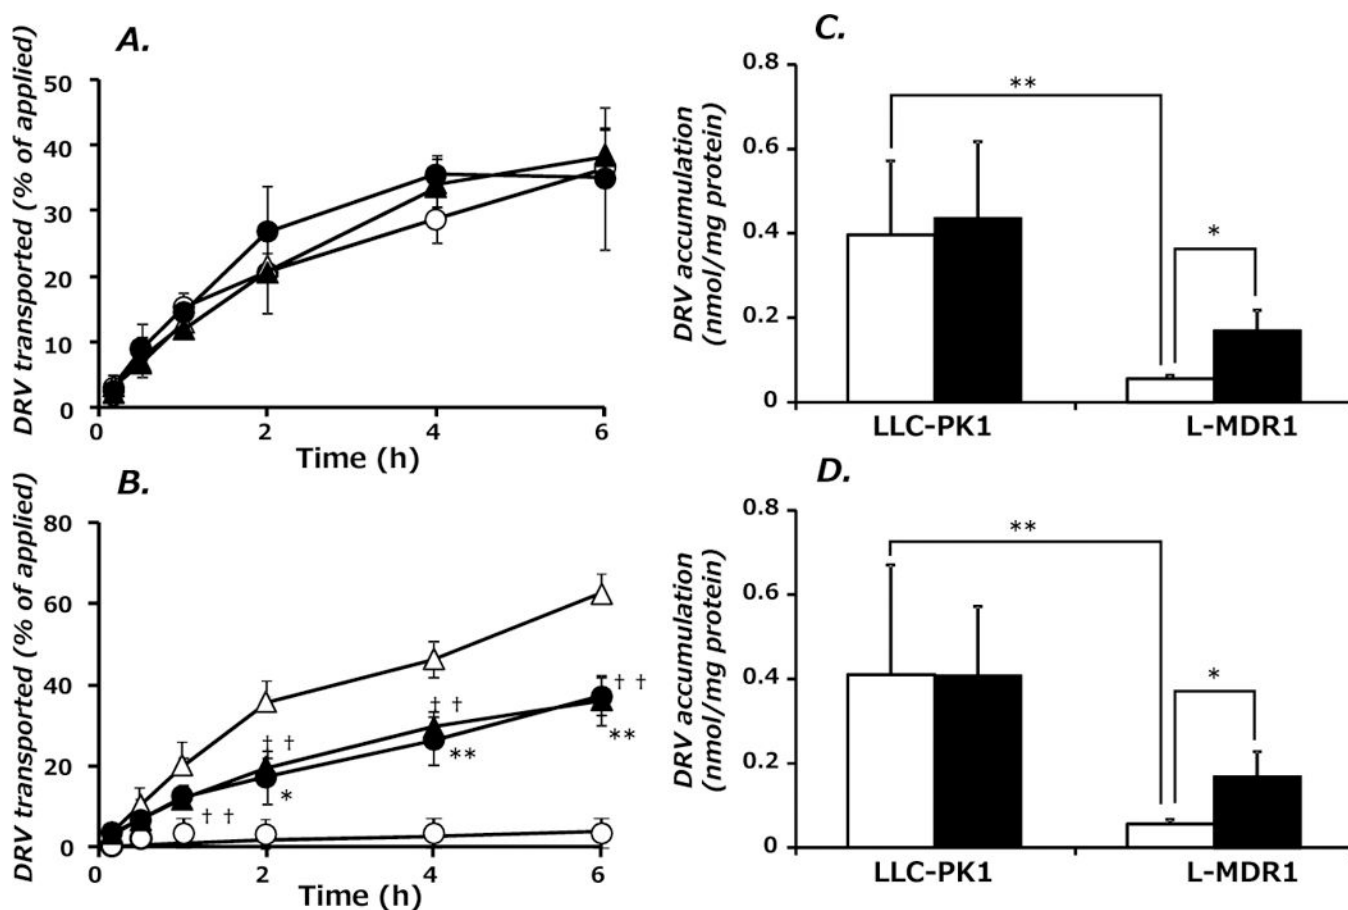 A.
DRV transported (% of applied)
50
40
30
20
10
0
0
2
4
6
Time (h)
B.
DRV transported (% of applied)
80
60
40
20
0
0
2
4
6
‡ †
‡ †
† †
† †
*
**
**
Time (h)
C.
DRV accumulation
(nmol/mg protein)
0.8
0.6
0.4
0.2
0
**
*
LLC-PK1
L-MDR1
D.
DRV accumulation
(nmol/mg protein)
0.8
0.6
0.4
0.2
0
**
*
LLC-PK1
L-MDR1